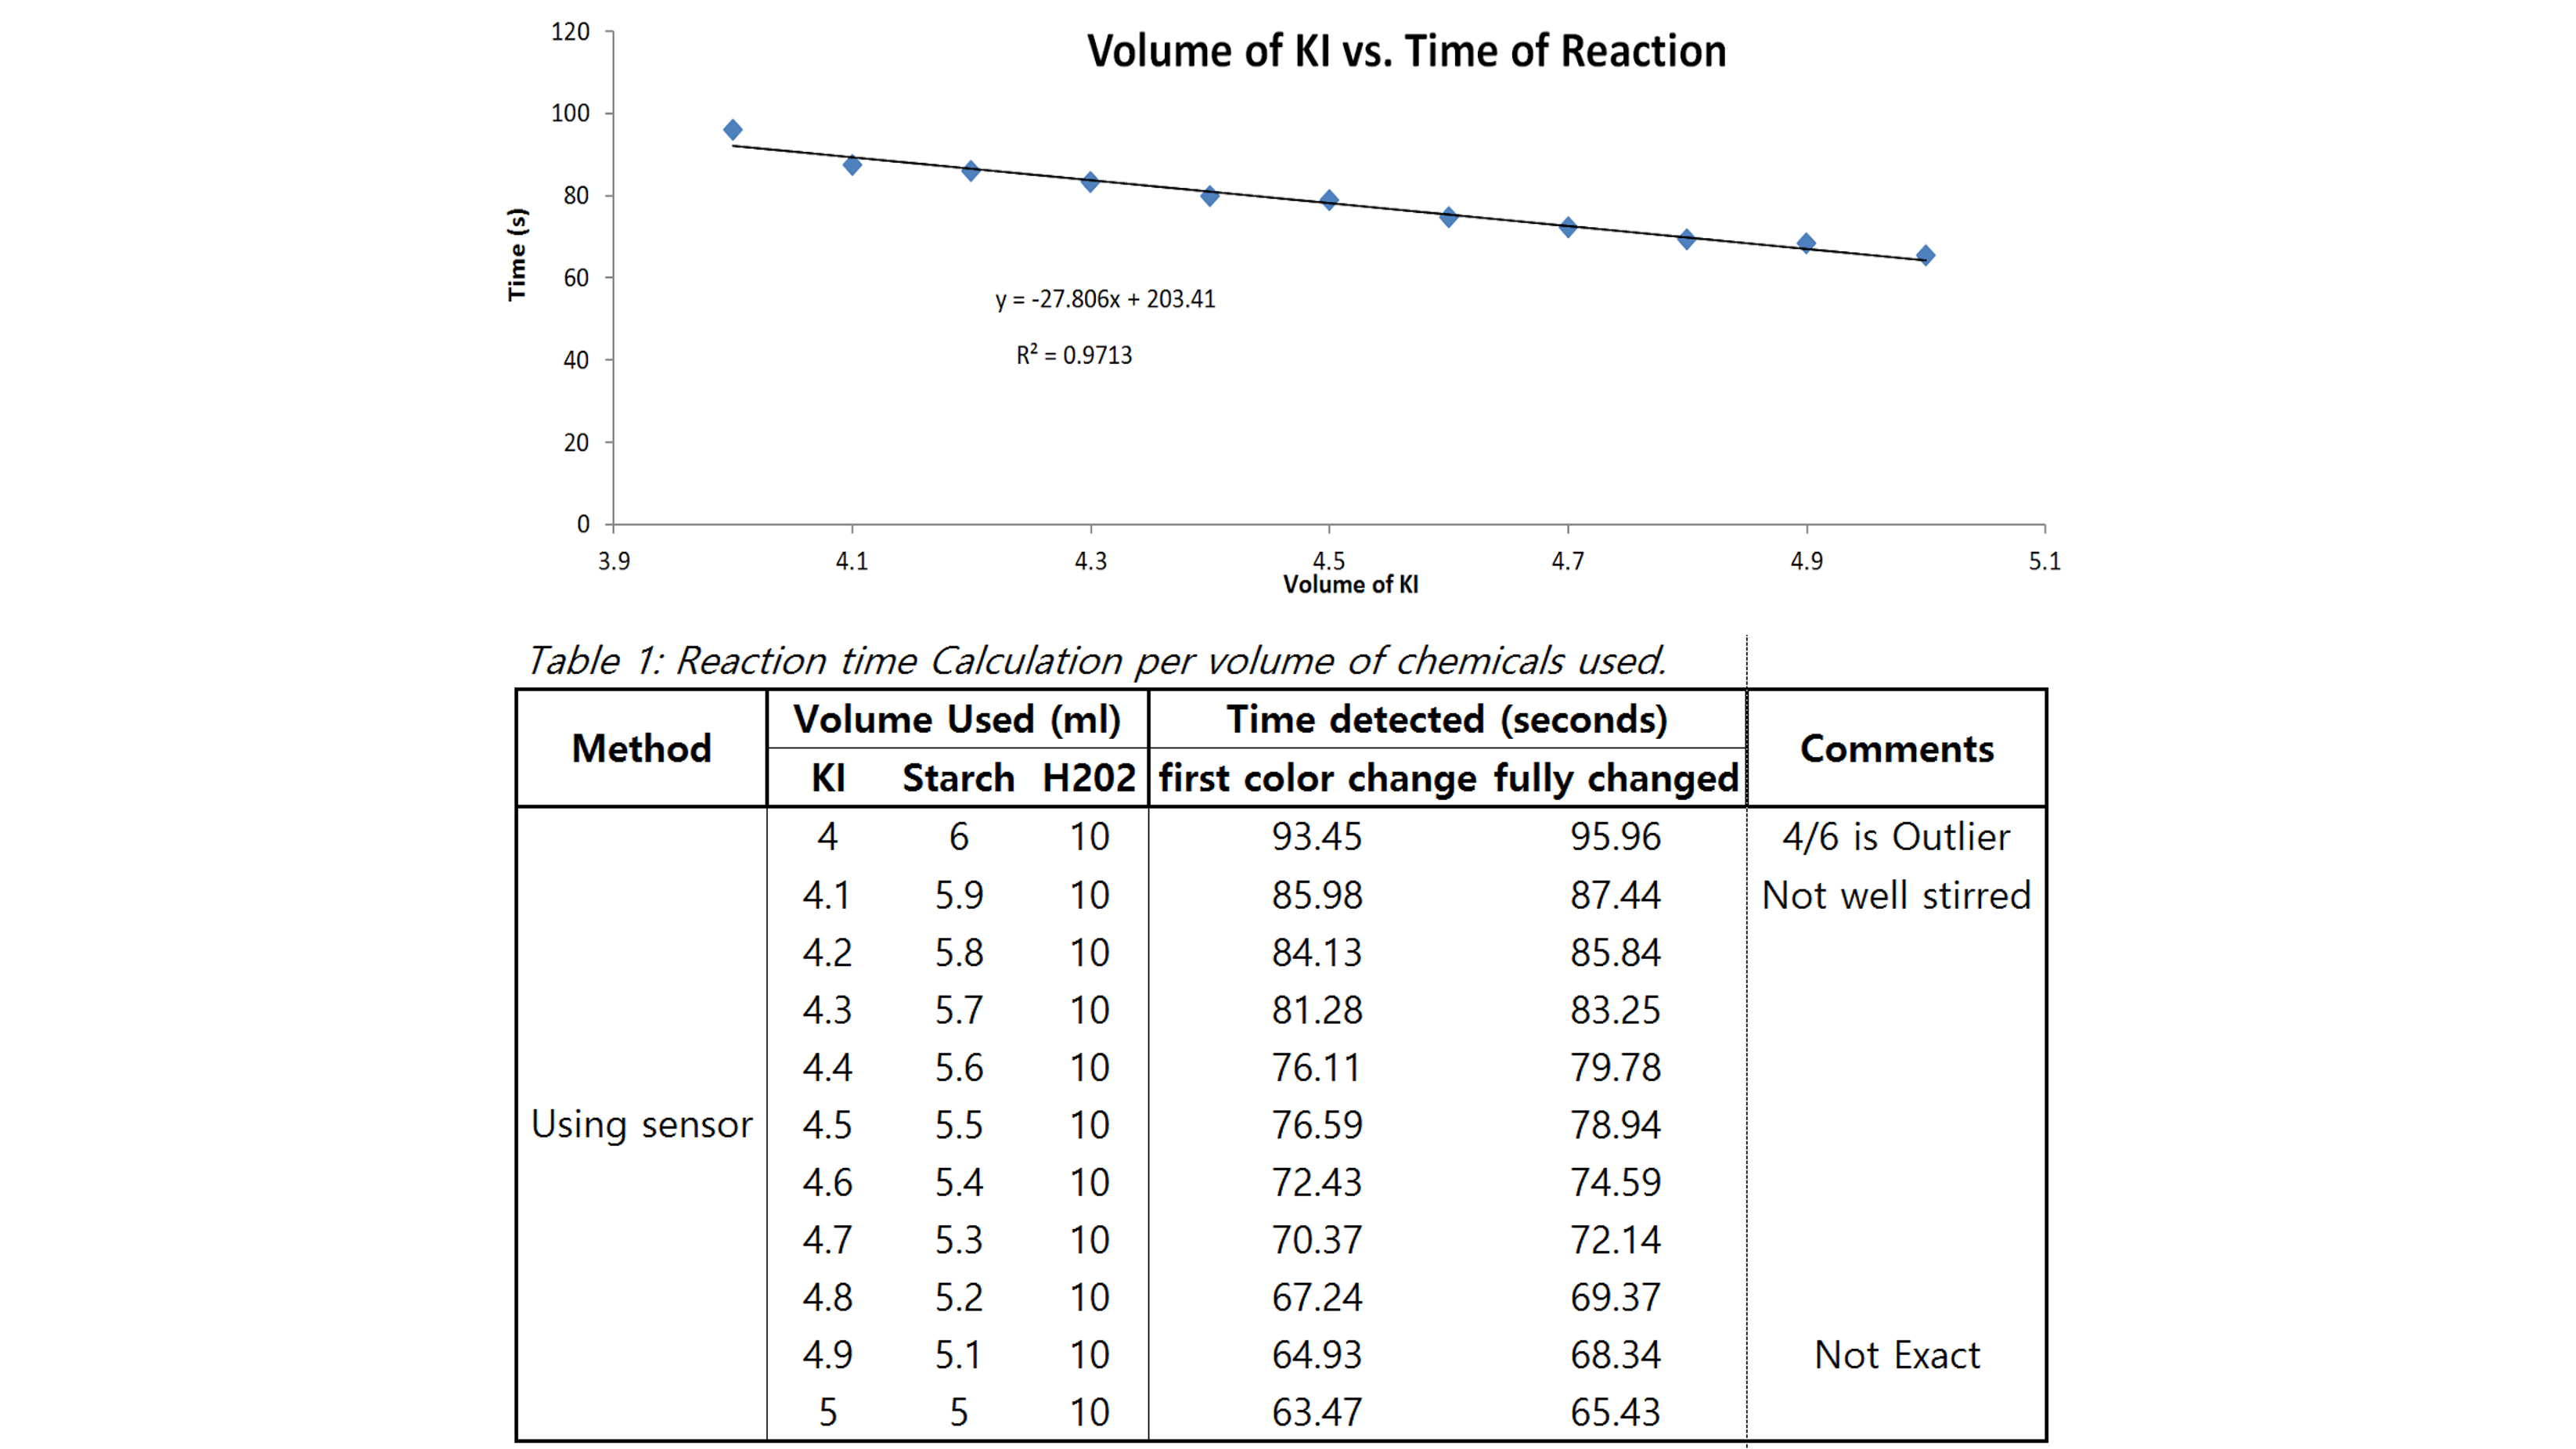 Volume of KI vs. Time of Reaction
120
100
80
60
40
20
0
Time (s)
y = -27.806x + 203.41
R² = 0.9713
3.9 4.1 4.3 4.5 4.7 4.9 5.1
Volume of KI
Table 1: Reaction time Calculation per volume of chemicals used.
Method Volume Used (ml) Time detected (seconds) Comments
KI Starch H202 first color change fully changed
4 6 10 93.45 95.96 4/6 is Outlier
4.1 5.9 10 85.98 87.44 Not well stirred
4.2 5.8 10 84.13 85.84
4.3 5.7 10 81.28 83.25
4.4 5.6 10 76.11 79.78
Using sensor 4.5 5.5 10 76.59 78.94
4.6 5.4 10 72.43 74.59
4.7 5.3 10 70.37 72.14
4.8 5.2 10 67.24 69.37
4.9 5.1 10 64.93 68.34 Not Exact
5 5 10 63.47 65.43